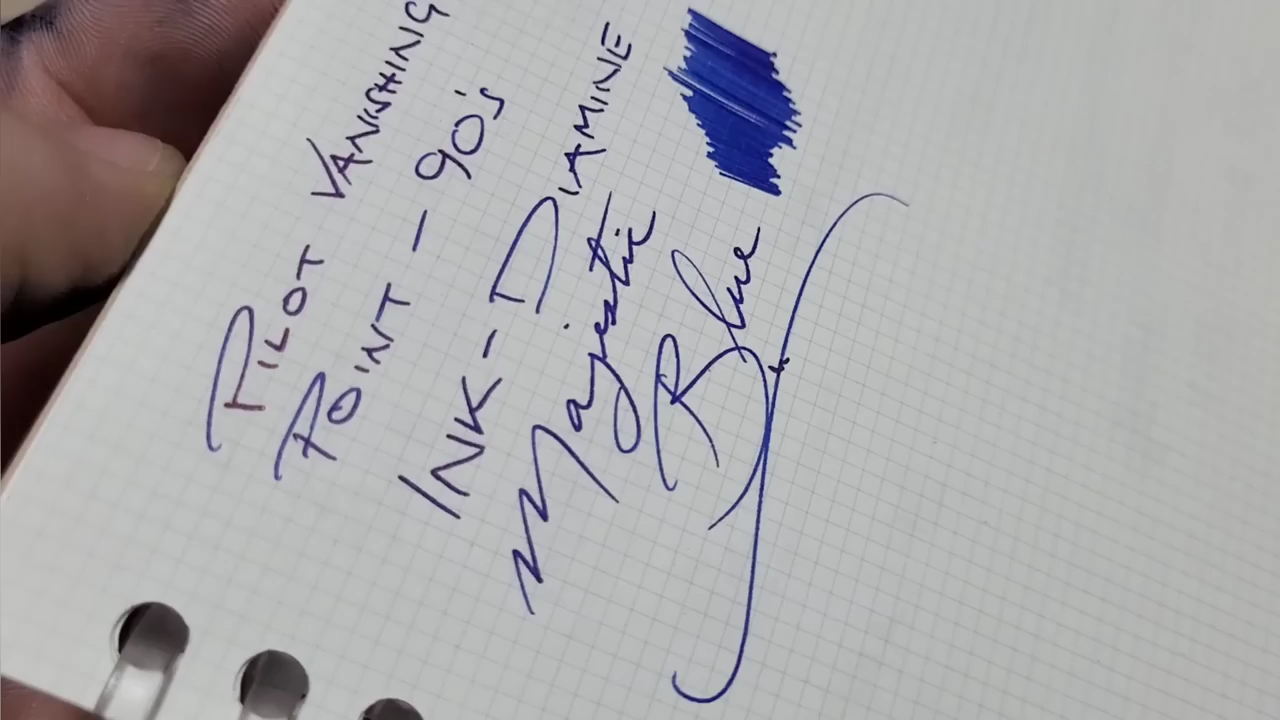 PILOT VANISHING
POINT - 90's
INK - DIAMINE
Majestic
Blue